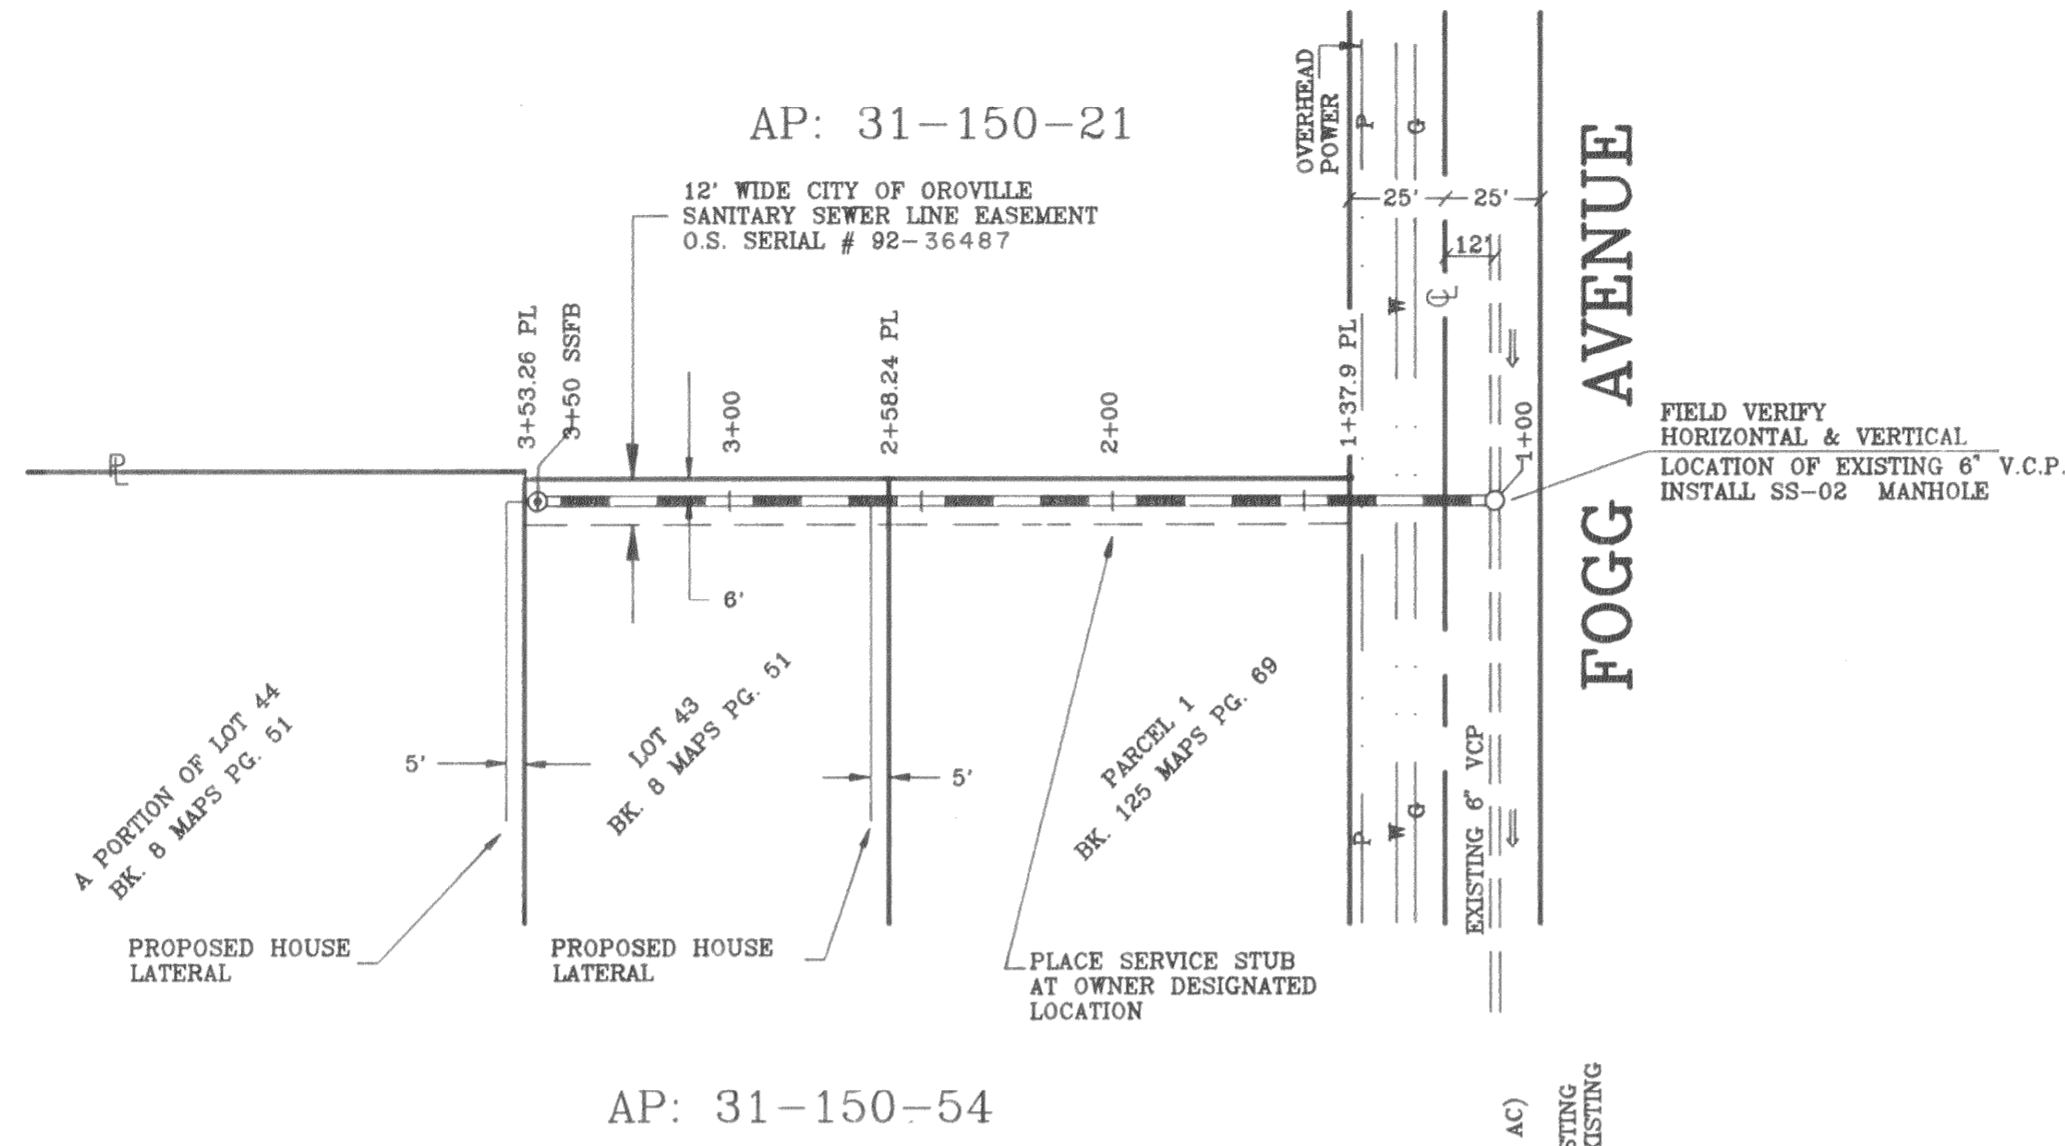 AP: 31-150-21
12' WIDE CITY OF OROVILLE
SANITARY SEWER LINE EASEMENT
O.S. SERIAL # 92-36487
OVERHEAD
POWER
P
G
25'
25'
12'
W
℄
FOGG AVENUE
3+53.26 PL
3+50 SSFB
3+00
2+58.24 PL
2+00
1+37.9 PL
1+00
FIELD VERIFY
HORIZONTAL & VERTICAL
LOCATION OF EXISTING 6" V.C.P.
INSTALL SS-02 MANHOLE
PL
6'
A PORTION OF LOT 44
BK. 8 MAPS PG. 51
5'
LOT 43
BK. 8 MAPS PG. 51
5'
PARCEL 1
BK. 125 MAPS PG. 69
P
W
G
EXISTING 6" VCP
PROPOSED HOUSE
LATERAL
PROPOSED HOUSE
LATERAL
PLACE SERVICE STUB
AT OWNER DESIGNATED
LOCATION
AP: 31-150-54
AC)
STING
XISTING